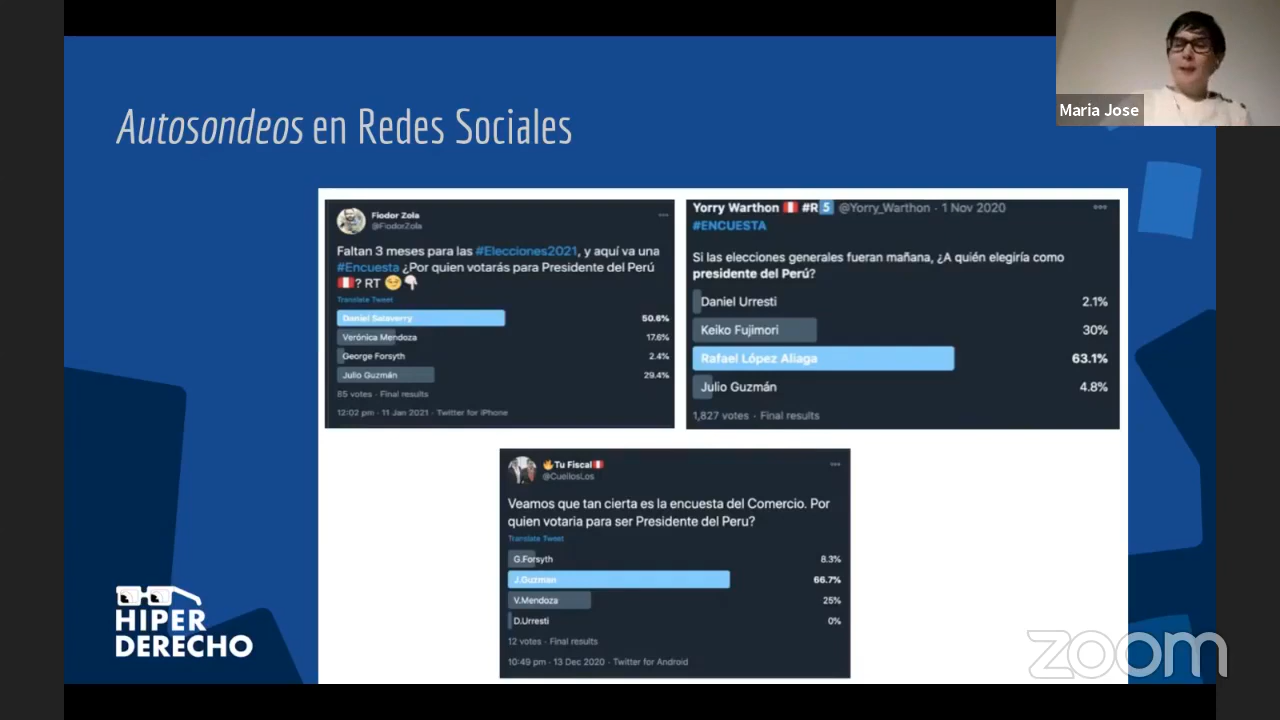 Maria Jose
Autosondeos en Redes Sociales
Fiodor Zola
@FiodorZola
Faltan 3 meses para las #Elecciones2021, y aquí va una
#Encuesta ¿Por quien votarás para Presidente del Perú
🇵🇪? RT 🥺👇
Translate Tweet
Daniel Salaverry 50.6%
Verónica Mendoza 17.6%
George Forsyth 2.4%
Julio Guzmán 29.4%
85 votes · Final results
12:02 pm · 11 Jan 2021 · Twitter for iPhone
Yorry Warthon 🇵🇪 #R5️⃣ @Yorry_Warthon · 1 Nov 2020
#ENCUESTA
Si las elecciones generales fueran mañana, ¿A quién elegiría como
presidente del Perú?
Daniel Urresti 2.1%
Keiko Fujimori 30%
Rafael López Aliaga 63.1%
Julio Guzmán 4.8%
1,827 votes · Final results
🔥Tu Fiscal🇵🇪
@CuellosLos
Veamos que tan cierta es la encuesta del Comercio. Por
quien votaria para ser Presidente del Peru?
Translate Tweet
G.Forsyth 8.3%
J.Guzman 66.7%
V.Mendoza 25%
D.Urresti 0%
12 votes · Final results
10:49 pm · 13 Dec 2020 · Twitter for Android
HIPER
DERECHO
zoom